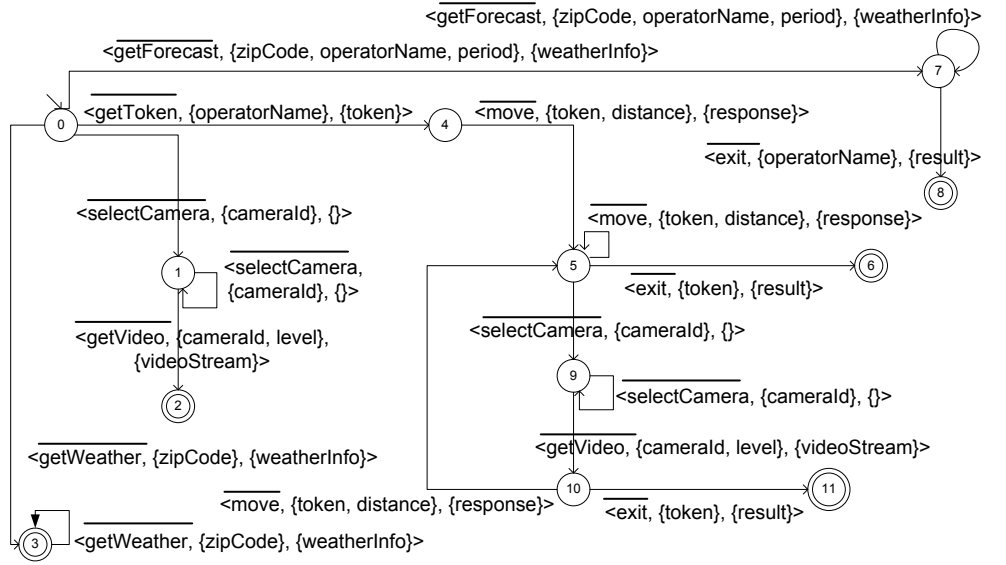 <getForecast, {zipCode, operatorName, period}, {weatherInfo}>
<getForecast, {zipCode, operatorName, period}, {weatherInfo}>
7
<getToken, {operatorName}, {token}>
<move, {token, distance}, {response}>
0
4
<exit, {operatorName}, {result}>
8
<selectCamera, {cameraId}, {}>
<move, {token, distance}, {response}>
1
<selectCamera,
{cameraId}, {}>
5
6
<exit, {token}, {result}>
<getVideo, {cameraId, level},
{videoStream}>
<selectCamera, {cameraId}, {}>
9
<selectCamera, {cameraId}, {}>
2
<getWeather, {zipCode}, {weatherInfo}>
<getVideo, {cameraId, level}, {videoStream}>
10
11
<move, {token, distance}, {response}>
<exit, {token}, {result}>
3
<getWeather, {zipCode}, {weatherInfo}>